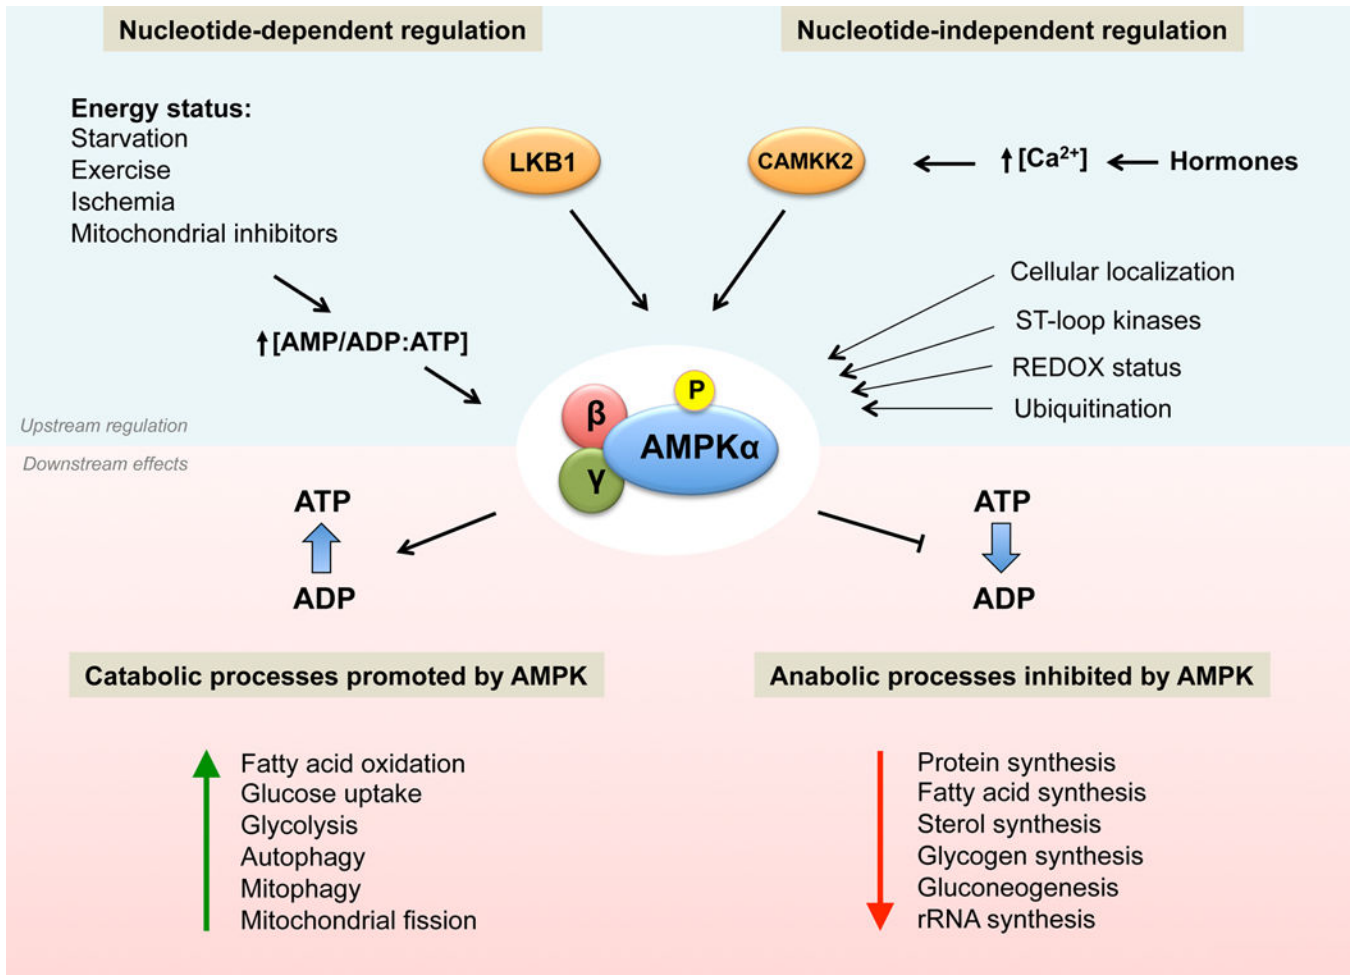 Nucleotide-dependent regulation
Nucleotide-independent regulation
Energy status:
Starvation
Exercise
Ischemia
Mitochondrial inhibitors
LKB1
CAMKK2
[Ca²⁺]
Hormones
[AMP/ADP:ATP]
Cellular localization
ST-loop kinases
REDOX status
Ubiquitination
P
β
AMPKα
γ
Upstream regulation
Downstream effects
ATP
ADP
ATP
ADP
Catabolic processes promoted by AMPK
Fatty acid oxidation
Glucose uptake
Glycolysis
Autophagy
Mitophagy
Mitochondrial fission
Anabolic processes inhibited by AMPK
Protein synthesis
Fatty acid synthesis
Sterol synthesis
Glycogen synthesis
Gluconeogenesis
rRNA synthesis